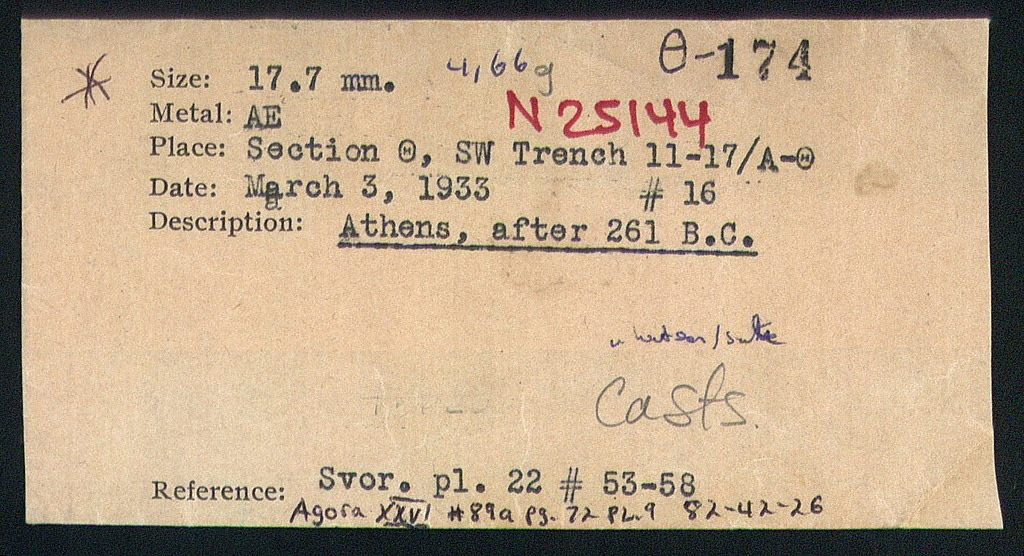 Θ-174
* Size: 17.7 mm. 4,66 g
Metal: AE N 25144
Place: Section Θ, SW Trench 11-17/A-Θ
Date: March 3, 1933 # 16
Description: Athens, after 261 B.C.
Casts.
Reference: Svor. pl. 22 # 53-58
Agora XXVI #89a pg. 72 PL.9 82-42-26